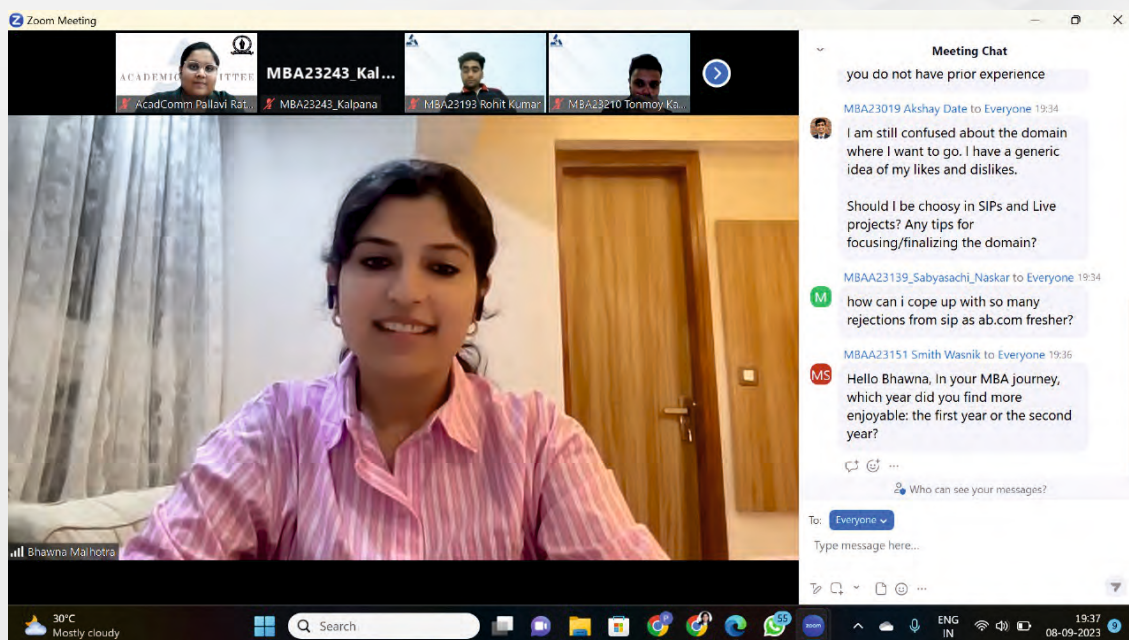 Zoom Meeting
ACADEMI
ITTEE
AcadComm Pallavi Rat...
MBA23243_Kal...
MBA23243_Kalpana
MBA23193 Rohit Kumar
MBA23210 Tonmoy Ka...
Bhawna Malhotra
Meeting Chat
you do not have prior experience
MBA23019 Akshay Date to Everyone 19:34
I am still confused about the domain
where I want to go. I have a generic
idea of my likes and dislikes.
Should I be choosy in SIPs and Live
projects? Any tips for
focusing/finalizing the domain?
MBAA23139_Sabyasachi_Naskar to Everyone 19:34
M
how can i cope up with so many
rejections from sip as ab.com fresher?
MBAA23151 Smith Wasnik to Everyone 19:36
MS
Hello Bhawna, In your MBA journey,
which year did you find more
enjoyable: the first year or the second
year?
Who can see your messages?
To: Everyone
Type message here...
30°C
Mostly cloudy
Search
P
55
zoom
ENG
IN
19:37
08-09-2023
9